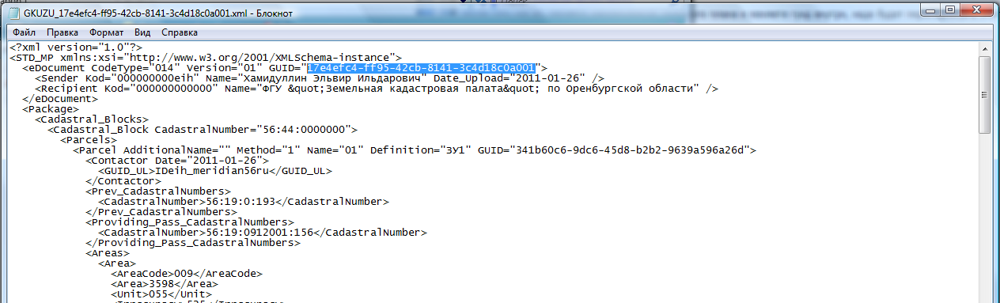 GKUZU_17e4efc4-ff95-42cb-8141-3c4d18c0a001.xml - Блокнот
Файл Правка Формат Вид Справка
<?xml version="1.0"?>
<STD_MP xmlns:xsi="http://www.w3.org/2001/XMLSchema-instance">
<eDocument CodeType="014" Version="01" GUID="17e4efc4-ff95-42cb-8141-3c4d18c0a001">
<Sender Kod="000000000eih" Name="Хамидуллин Эльвир Ильдарович" Date_Upload="2011-01-26" />
<Recipient Kod="000000000000" Name="ФГУ &quot;Земельная кадастровая палата&quot; по Оренбургской области" />
</eDocument>
<Package>
<Cadastral_Blocks>
<Cadastral_Block CadastralNumber="56:44:0000000">
<Parcels>
<Parcel AdditionalName="" Method="1" Name="01" Definition="ЗУ1" GUID="341b60c6-9dc6-45d8-b2b2-9639a596a26d">
<Contactor Date="2011-01-26">
<GUID_UL>IDeih_meridian56ru</GUID_UL>
</Contactor>
<Prev_CadastralNumbers>
<CadastralNumber>56:19:0:193</CadastralNumber>
</Prev_CadastralNumbers>
<Providing_Pass_CadastralNumbers>
<CadastralNumber>56:19:0912001:156</CadastralNumber>
</Providing_Pass_CadastralNumbers>
<Areas>
<Area>
<AreaCode>009</AreaCode>
<Area>3598</Area>
<Unit>055</Unit>